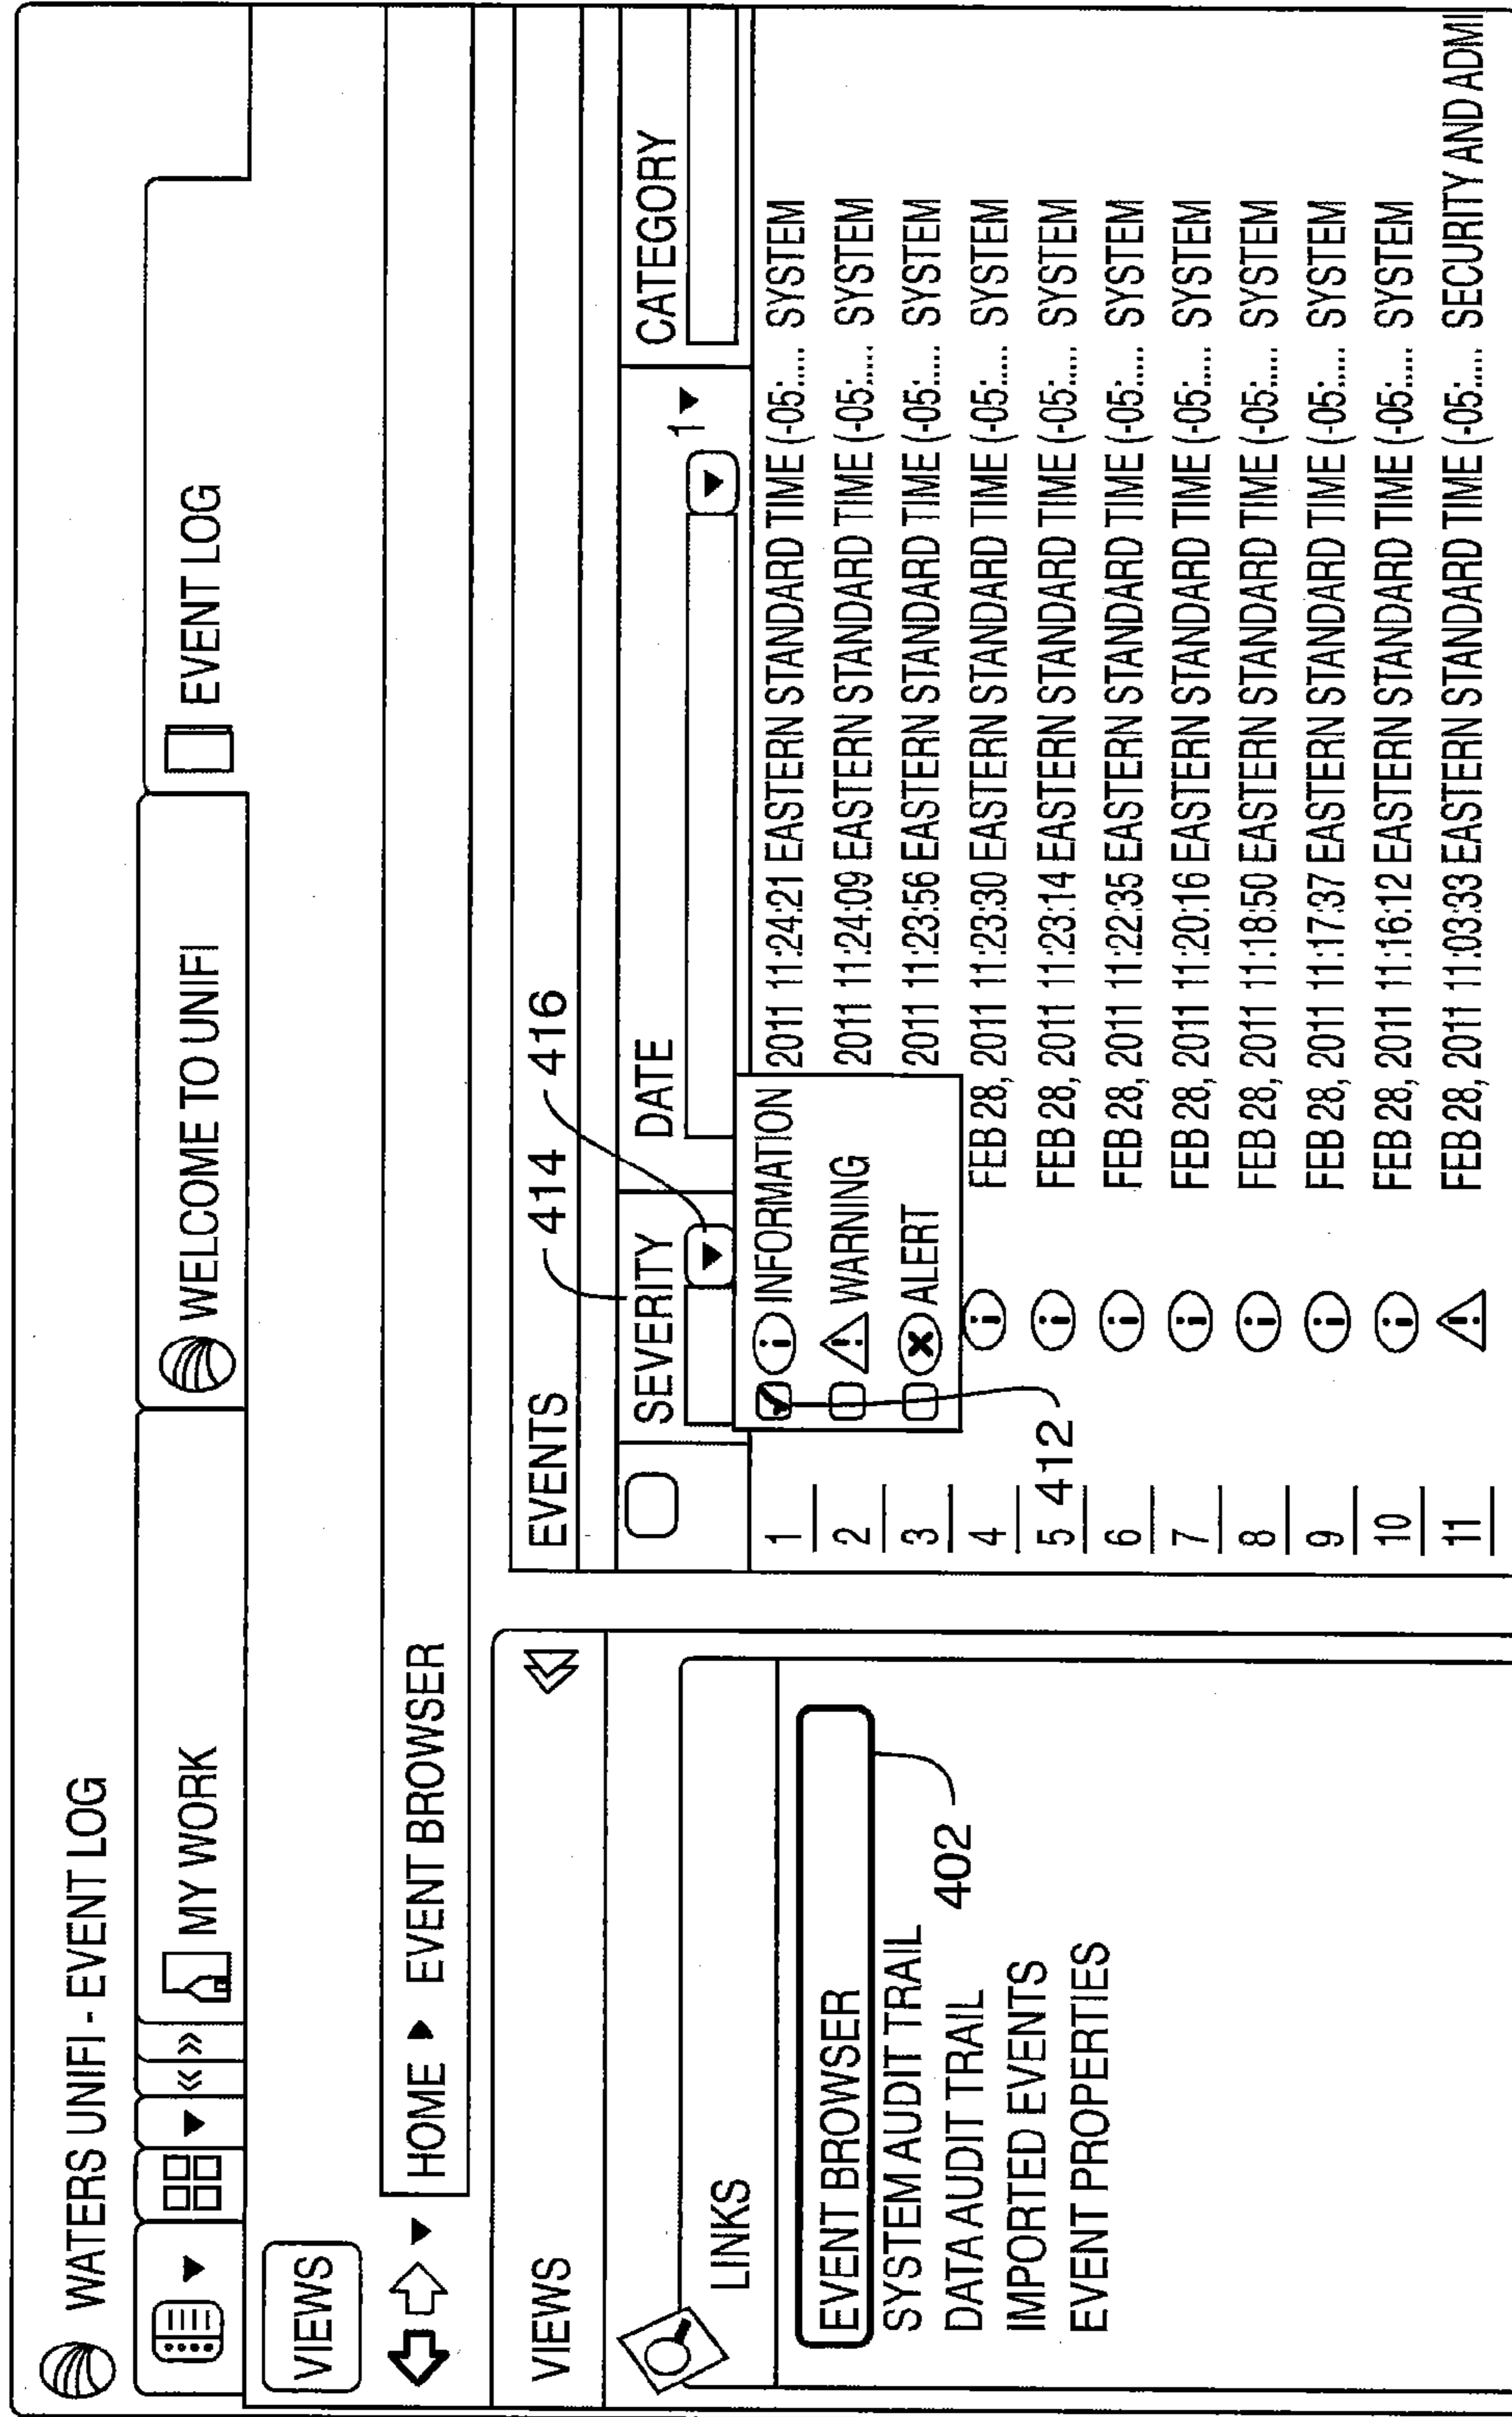 WATERS UNIFI - EVENT LOG
MY WORK
WELCOME TO UNIFI
EVENT LOG
VIEWS
HOME ▶ EVENT BROWSER
VIEWS
LINKS
EVENT BROWSER
SYSTEM AUDIT TRAIL
402
DATA AUDIT TRAIL
IMPORTED EVENTS
EVENT PROPERTIES
EVENTS
414
416
SEVERITY
DATE
1
CATEGORY
INFORMATION
WARNING
ALERT
412
1 2011 11:24:21 EASTERN STANDARD TIME (-05:.... SYSTEM
2 2011 11:24:09 EASTERN STANDARD TIME (-05:.... SYSTEM
3 2011 11:23:56 EASTERN STANDARD TIME (-05:.... SYSTEM
4 FEB 28, 2011 11:23:30 EASTERN STANDARD TIME (-05:.... SYSTEM
5 FEB 28, 2011 11:23:14 EASTERN STANDARD TIME (-05:.... SYSTEM
6 FEB 28, 2011 11:22:35 EASTERN STANDARD TIME (-05:.... SYSTEM
7 FEB 28, 2011 11:20:16 EASTERN STANDARD TIME (-05:.... SYSTEM
8 FEB 28, 2011 11:18:50 EASTERN STANDARD TIME (-05:.... SYSTEM
9 FEB 28, 2011 11:17:37 EASTERN STANDARD TIME (-05:.... SYSTEM
10 FEB 28, 2011 11:16:12 EASTERN STANDARD TIME (-05:.... SYSTEM
11 FEB 28, 2011 11:03:33 EASTERN STANDARD TIME (-05:.... SECURITY AND ADMI